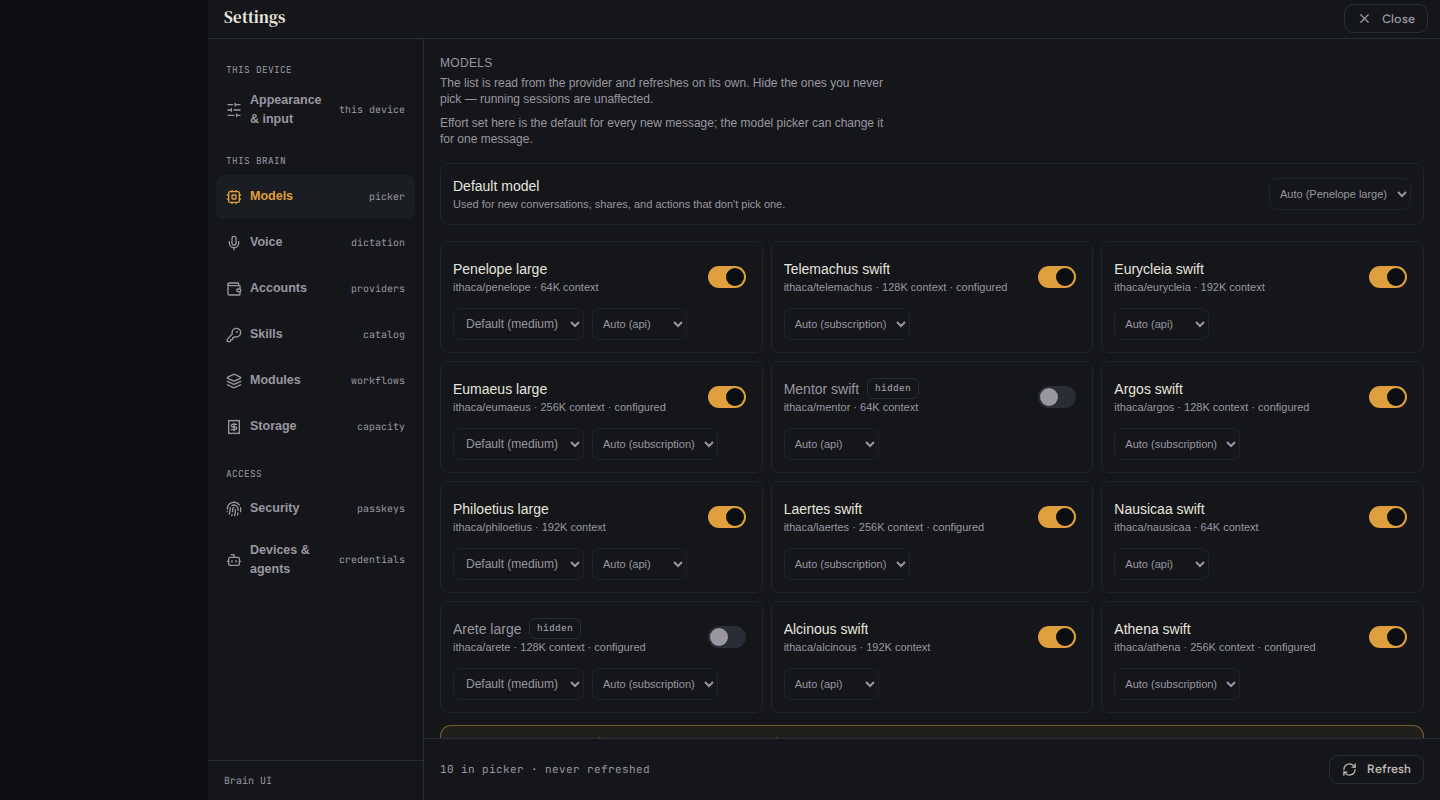 Settings
Close
THIS DEVICE
Appearance & input
this device
THIS BRAIN
Models
picker
Voice
dictation
Accounts
providers
Skills
catalog
Modules
workflows
Storage
capacity
ACCESS
Security
passkeys
Devices & agents
credentials
Brain UI
MODELS
The list is read from the provider and refreshes on its own. Hide the ones you never
pick — running sessions are unaffected.
Effort set here is the default for every new message; the model picker can change it
for one message.
Default model
Used for new conversations, shares, and actions that don't pick one.
Auto (Penelope large)
Penelope large
ithaca/penelope · 64K context
Default (medium)
Auto (api)
Telemachus swift
ithaca/telemachus · 128K context · configured
Auto (subscription)
Eurycleia swift
ithaca/eurycleia · 192K context
Auto (api)
Eumaeus large
ithaca/eumaeus · 256K context · configured
Default (medium)
Auto (subscription)
Mentor swift
hidden
ithaca/mentor · 64K context
Auto (api)
Argos swift
ithaca/argos · 128K context · configured
Auto (subscription)
Philoetius large
ithaca/philoetius · 192K context
Default (medium)
Auto (api)
Laertes swift
ithaca/laertes · 256K context · configured
Auto (subscription)
Nausicaa swift
ithaca/nausicaa · 64K context
Auto (api)
Arete large
hidden
ithaca/arete · 128K context · configured
Default (medium)
Auto (subscription)
Alcinous swift
ithaca/alcinous · 192K context
Auto (api)
Athena swift
ithaca/athena · 256K context · configured
Auto (subscription)
10 in picker · never refreshed
Refresh